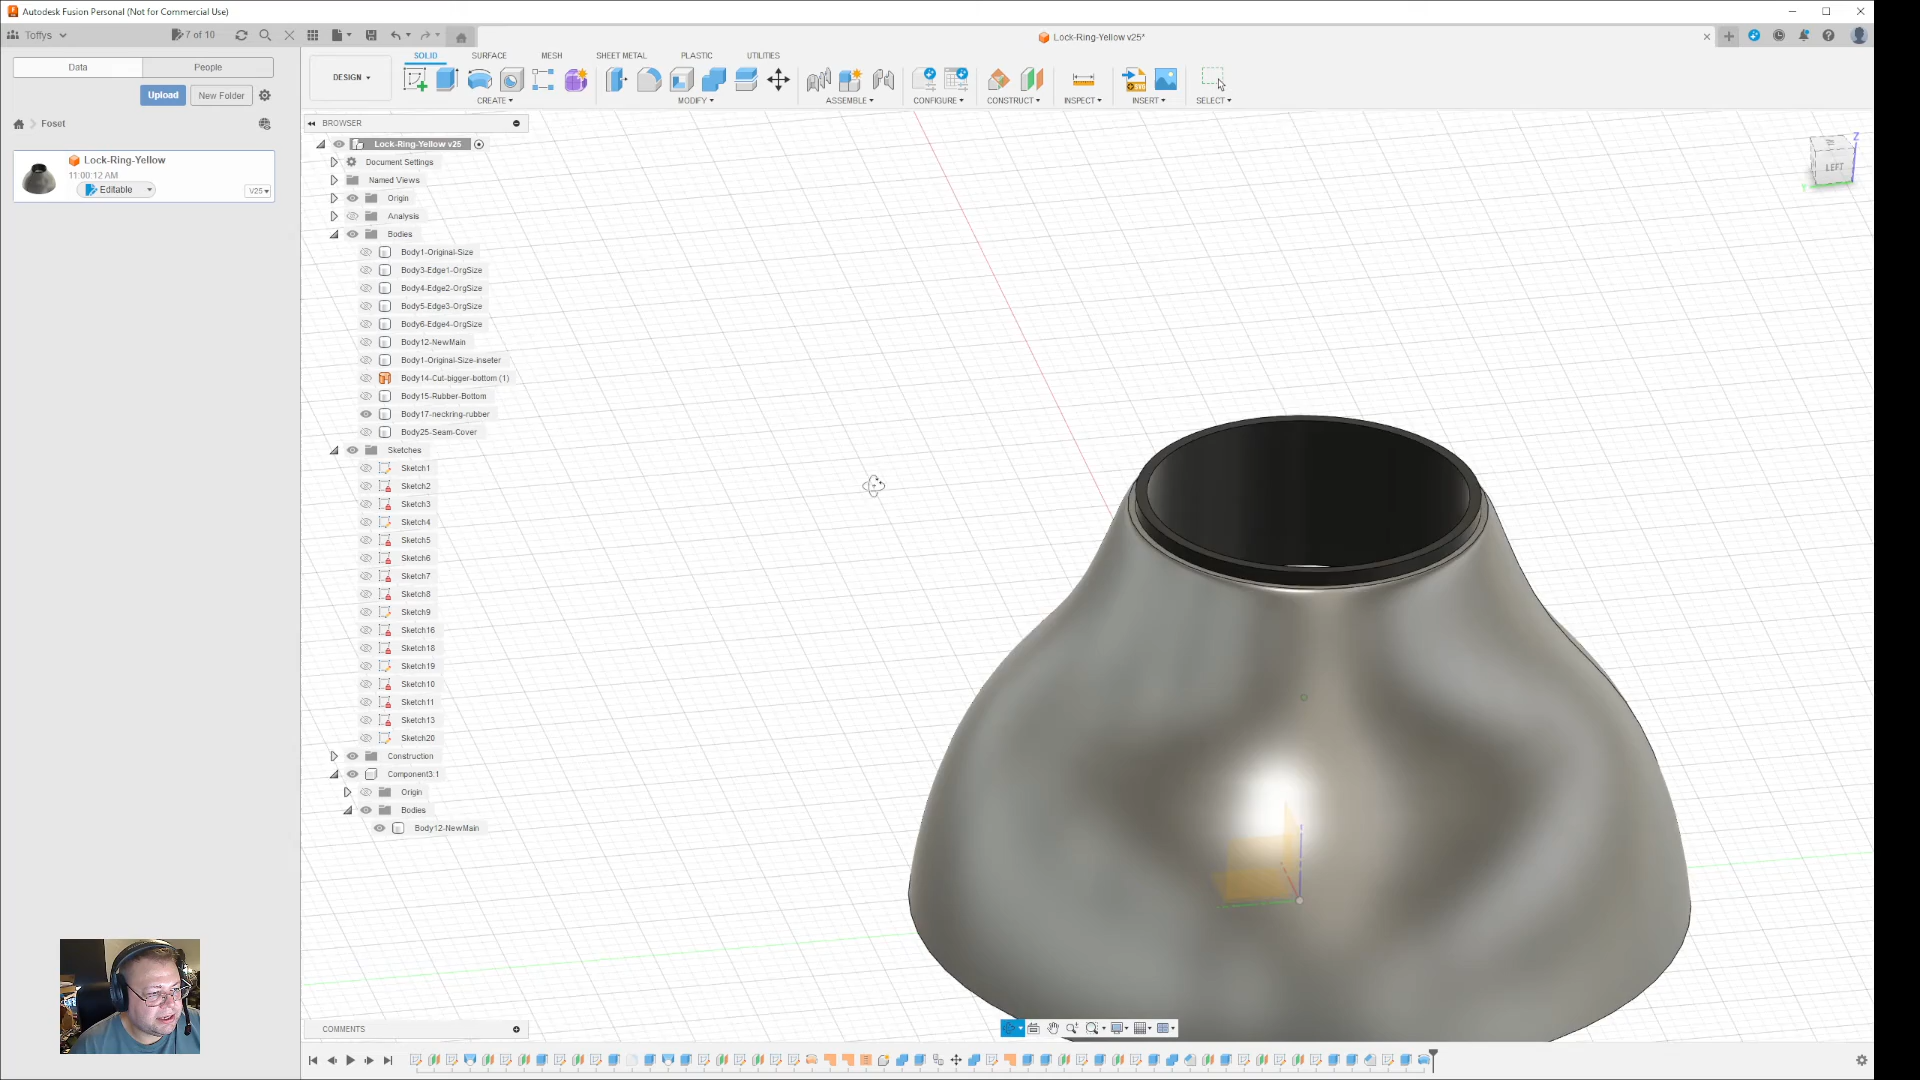 Autodesk Fusion Personal (Not for Commercial Use)
Toffys
7 of 10
Lock-Ring-Yellow v25*
Data
People
Upload
New Folder
Foset
Lock-Ring-Yellow
11:00:12 AM
Editable
V25
DESIGN
SOLID
SURFACE
MESH
SHEET METAL
PLASTIC
UTILITIES
CREATE
MODIFY
ASSEMBLE
CONFIGURE
CONSTRUCT
INSPECT
INSERT
SELECT
BROWSER
Lock-Ring-Yellow v25
Document Settings
Named Views
Origin
Analysis
Bodies
Body1-Original-Size
Body3-Edge1-OrgSize
Body4-Edge2-OrgSize
Body5-Edge3-OrgSize
Body6-Edge4-OrgSize
Body12-NewMain
Body1-Original-Size-inseter
Body14-Cut-bigger-bottom (1)
Body15-Rubber-Bottom
Body17-neckring-rubber
Body25-Seam-Cover
Sketches
Sketch1
Sketch2
Sketch3
Sketch4
Sketch5
Sketch6
Sketch7
Sketch8
Sketch9
Sketch16
Sketch18
Sketch19
Sketch10
Sketch11
Sketch13
Sketch20
Construction
Component3:1
Origin
Bodies
Body12-NewMain
COMMENTS
Z
LEFT
Y